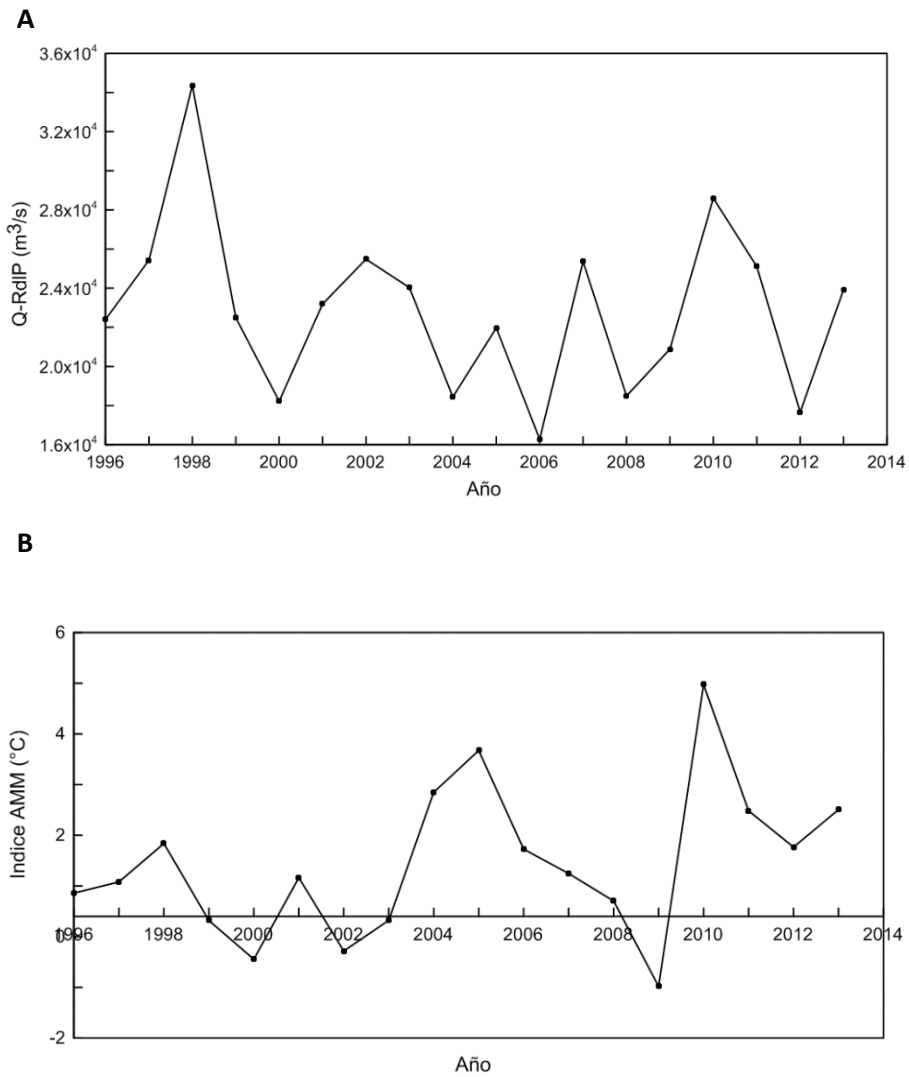 A
3.6x10⁴
3.2x10⁴
2.8x10⁴
2.4x10⁴
2.0x10⁴
1.6x10⁴
Q-RdlP (m³/s)
1996 1998 2000 2002 2004 2006 2008 2010 2012 2014
Año
B
6
4
2
0
-2
Indice AMM (°C)
1996 1998 2000 2002 2004 2006 2008 2010 2012 2014
Año